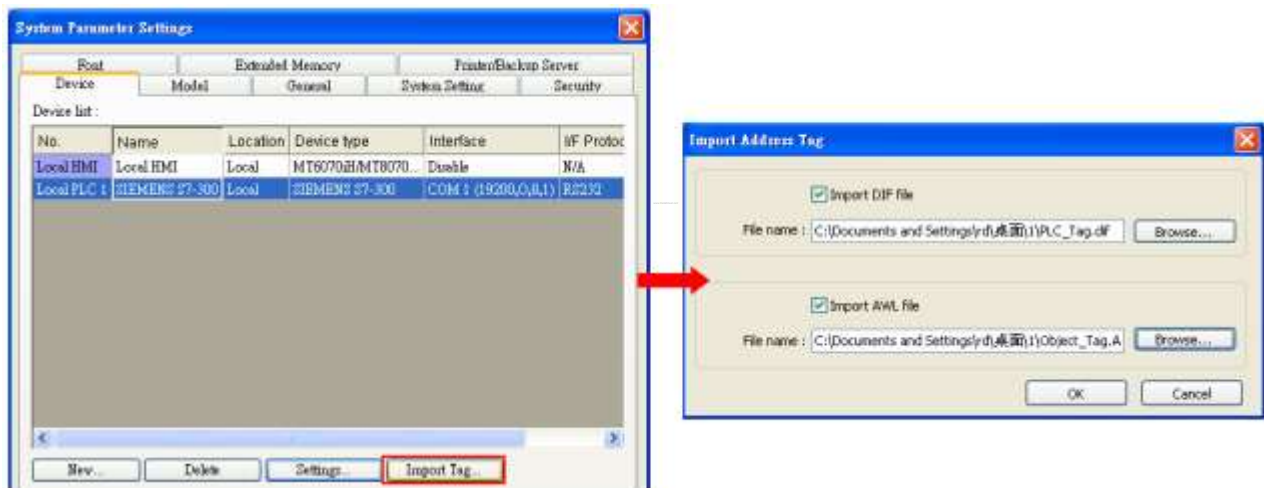 System Parameter Settings
Font Extended Memory Printer/Backup Server
Device Model General System Setting Security
Device list :
No. Name Location Device type Interface I/F Protoc
Local HMI Local HMI Local MT6070iH/MT8070... Disable N/A
Local PLC 1 SIEMENS S7-300 Local SIEMENS S7-300 COM 1 (19200,O,8,1) RS232
New... Delete Settings... Import Tag...
Import Address Tag
Import DIF file
File name : C:\Documents and Settings\rd\桌面\1\PLC_Tag.dif Browse...
Import AWL file
File name : C:\Documents and Settings\rd\桌面\1\Object_Tag.A Browse...
OK Cancel